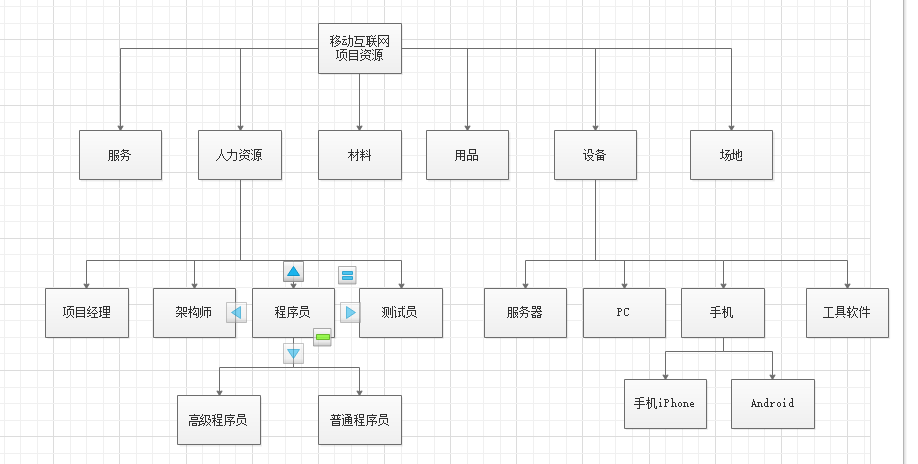 移动互联网
项目资源
服务
人力资源
材料
用品
设备
场地
项目经理
架构师
程序员
测试员
服务器
PC
手机
工具软件
手机iPhone
Android
高级程序员
普通程序员